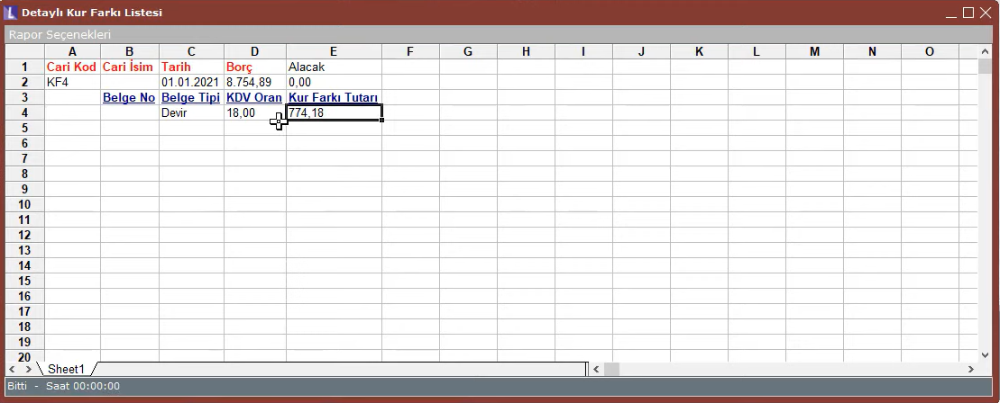 Detaylı Kur Farkı Listesi
Rapor Seçenekleri
A B C D E F G H I J K L M N O
1 Cari Kod Cari İsim Tarih Borç Alacak
2 KF4 01.01.2021 8.754,89 0,00
3 Belge No Belge Tipi KDV Oran Kur Farkı Tutarı
4 Devir 18,00 774,18
5
6
7
8
9
10
11
12
13
14
15
16
17
18
19
20
Sheet1
Bitti - Saat 00:00:00